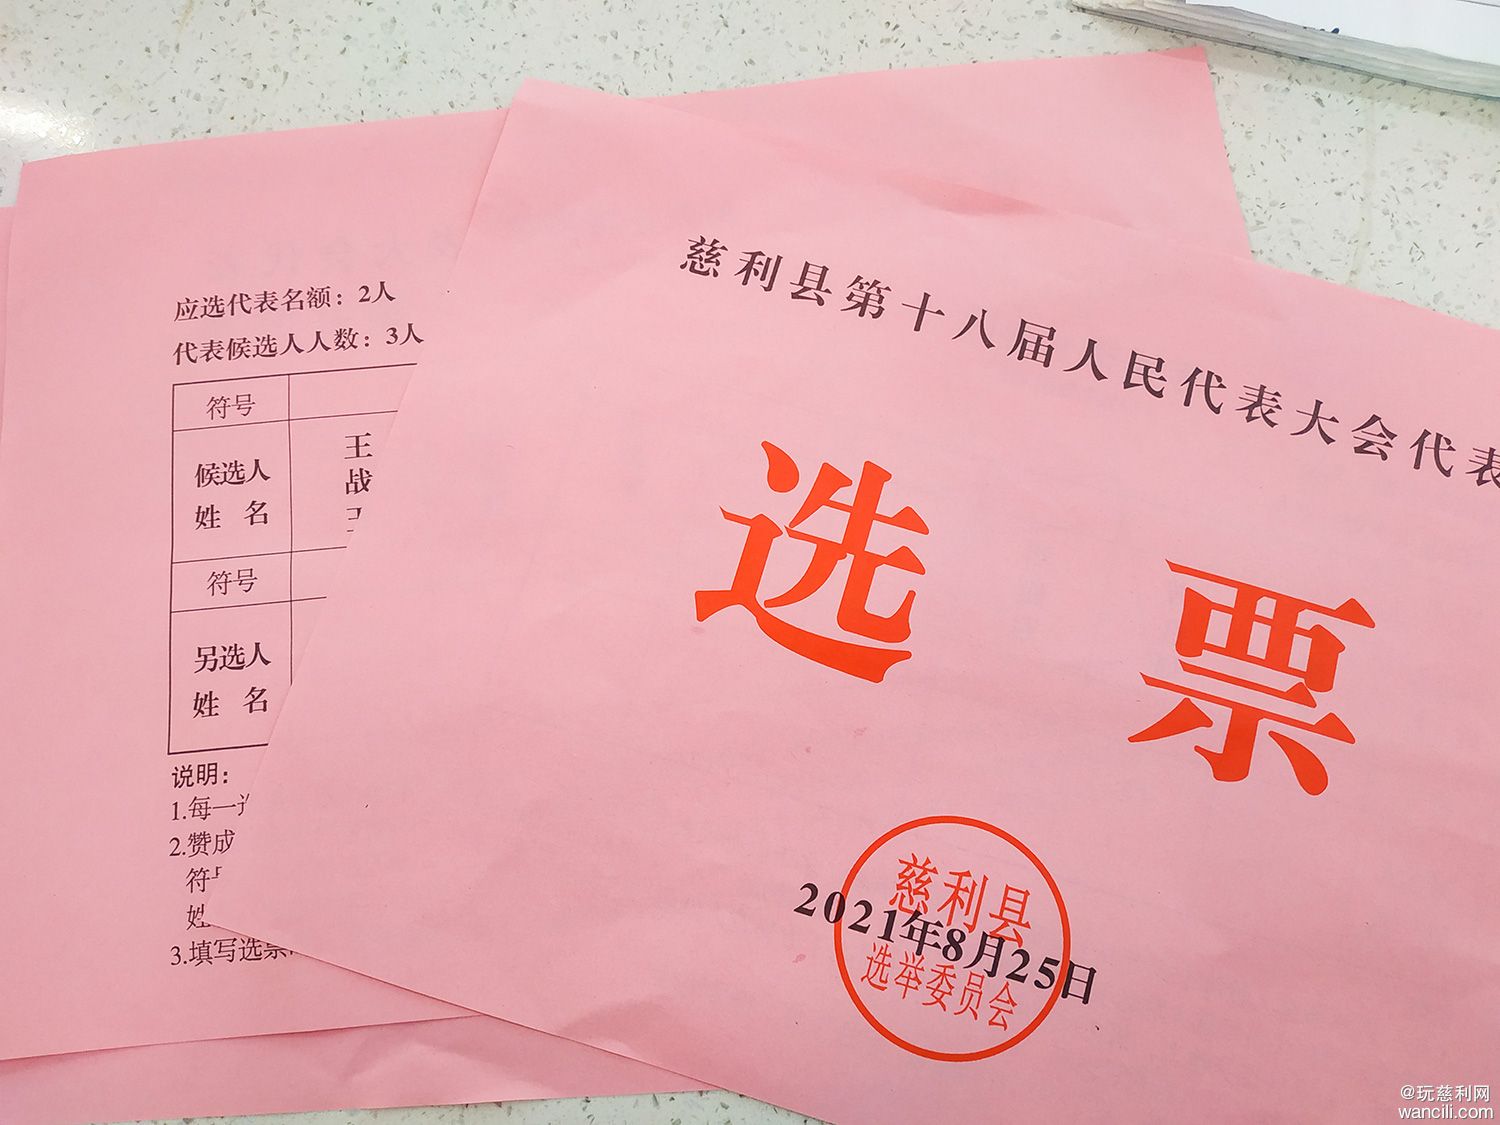 应选代表名额：2人
代表候选人人数：3人
符号
候选人
姓 名
王
战
符号
另选人
姓 名
说明：
1.每一
2.赞成
符
姓
3.填写选票
慈利县第十八届人民代表大会代表
选 票
慈利县
2021年8月25日
选举委员会
@玩慈利网
wancili.com